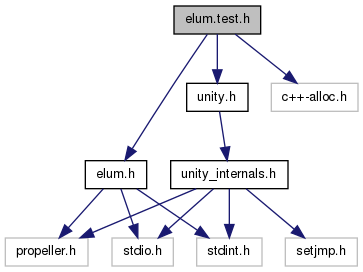 elum.test.h
unity.h
c++-alloc.h
elum.h
unity_internals.h
propeller.h
stdio.h
stdint.h
setjmp.h